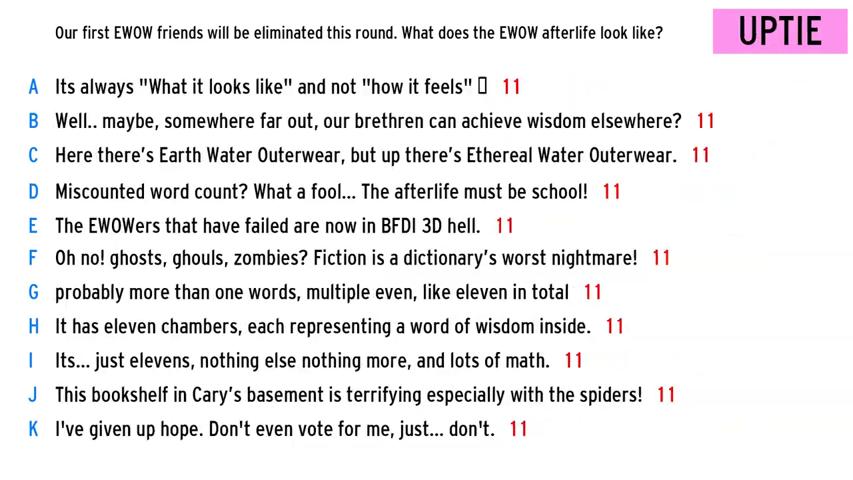 Our first EWOW friends will be eliminated this round. What does the EWOW afterlife look like?
UPTIE
A Its always "What it looks like" and not "how it feels" 11
B Well.. maybe, somewhere far out, our brethren can achieve wisdom elsewhere? 11
C Here there's Earth Water Outerwear, but up there's Ethereal Water Outerwear. 11
D Miscounted word count? What a fool... The afterlife must be school! 11
E The EWOWers that have failed are now in BFDI 3D hell. 11
F Oh no! ghosts, ghouls, zombies? Fiction is a dictionary's worst nightmare! 11
G probably more than one words, multiple even, like eleven in total 11
H It has eleven chambers, each representing a word of wisdom inside. 11
I Its... just elevens, nothing else nothing more, and lots of math. 11
J This bookshelf in Cary's basement is terrifying especially with the spiders! 11
K I've given up hope. Don't even vote for me, just... don't. 11